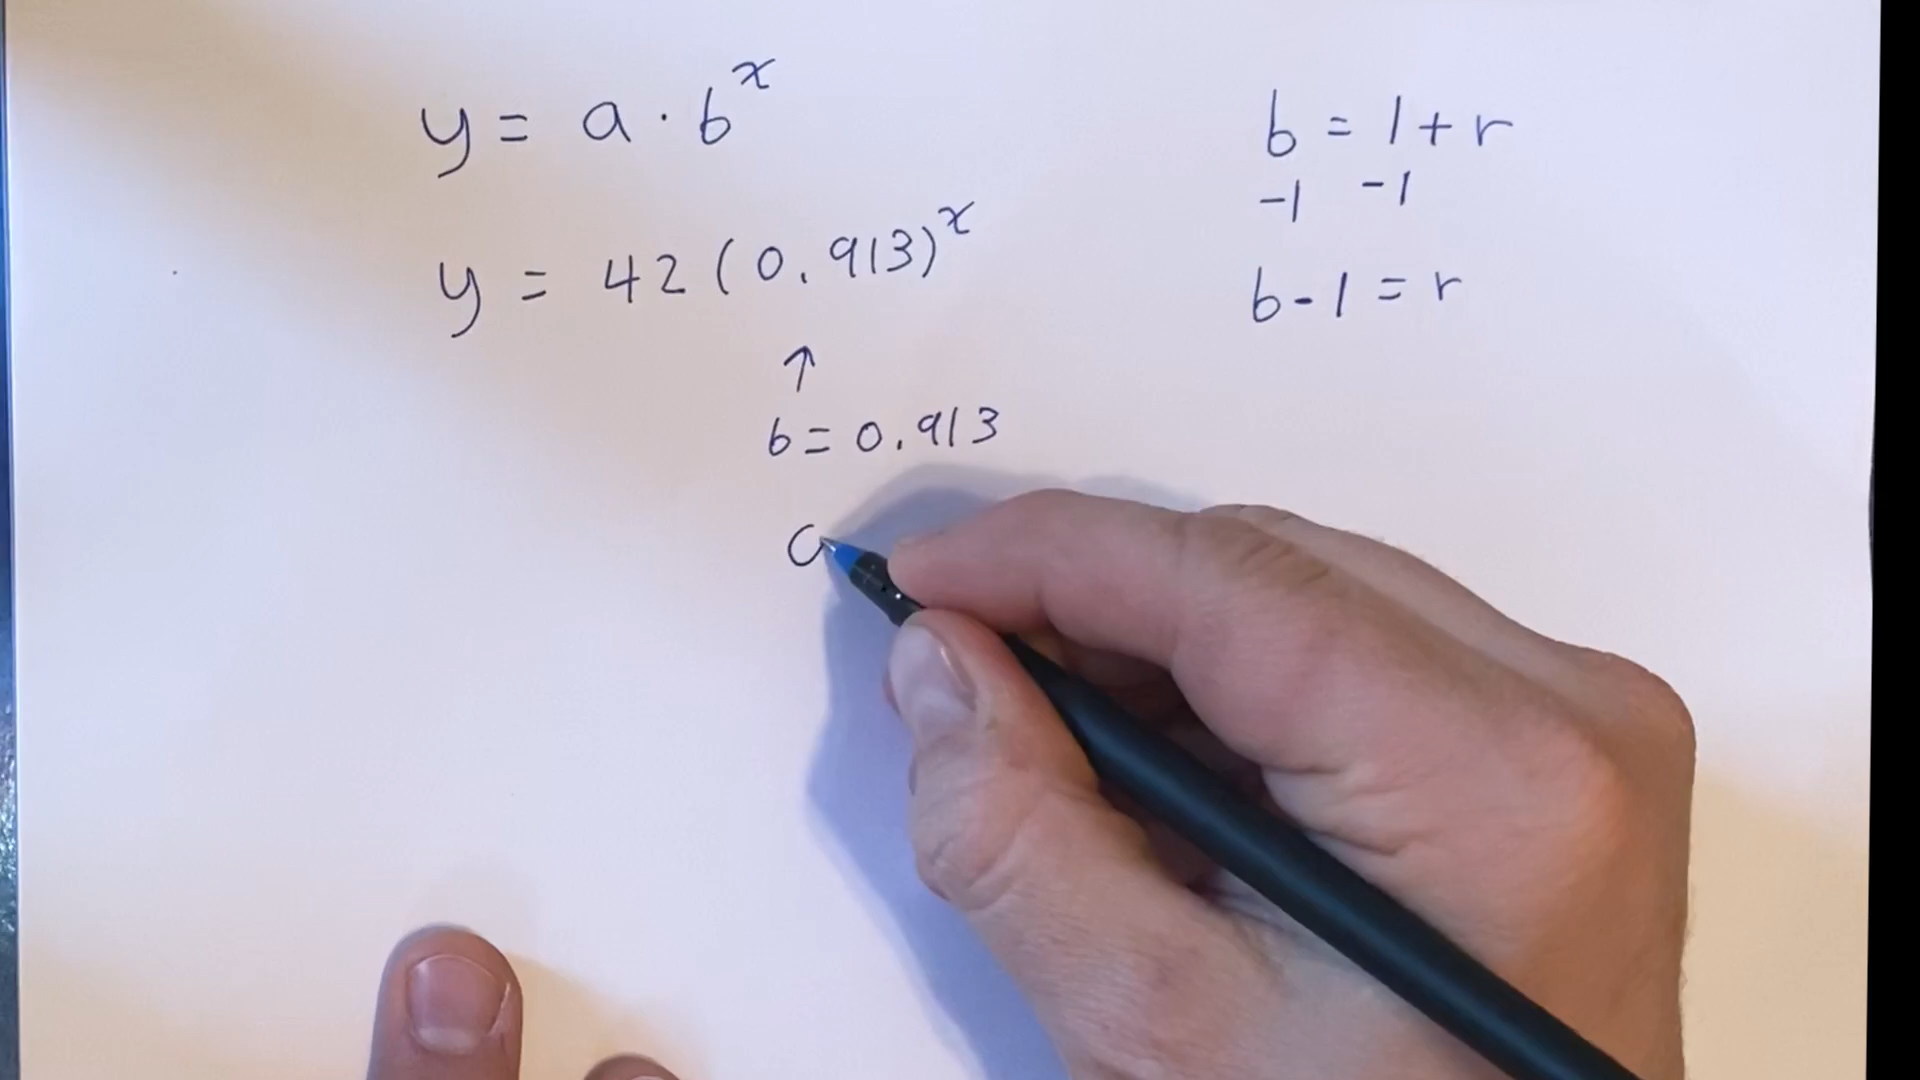 y = a · b^x
y = 42(0.913)^x
↑
b = 0.913
b = 1 + r
-1 -1
b - 1 = r